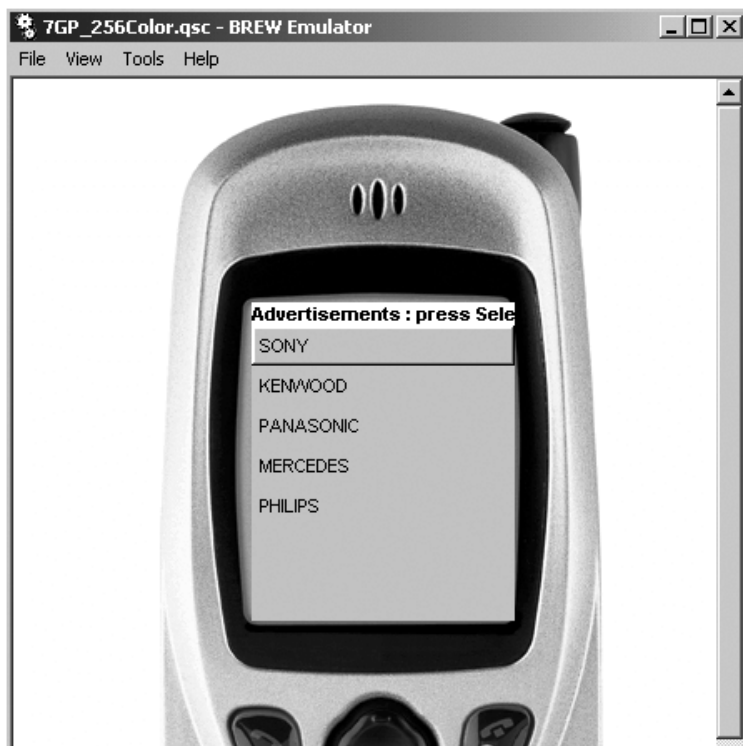 7GP_256Color.qsc - BREW Emulator
File View Tools Help
Advertisements : press Sele
SONY
KENWOOD
PANASONIC
MERCEDES
PHILIPS